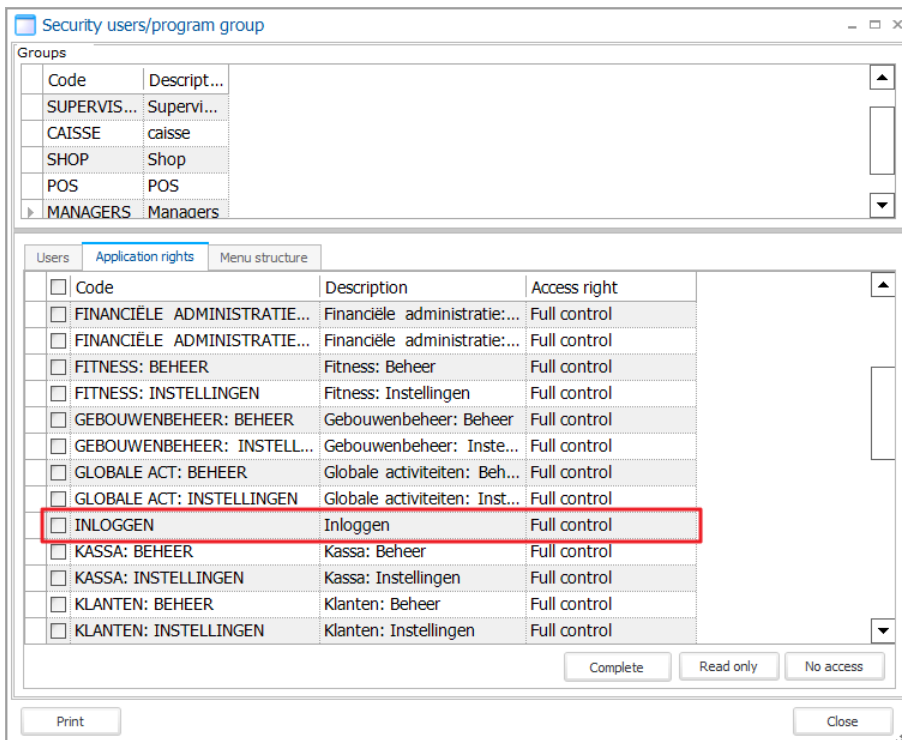 Security users/program group
Groups
Code Descript...
SUPERVIS... Supervi...
CAISSE caisse
SHOP Shop
POS POS
MANAGERS Managers
Users Application rights Menu structure
Code Description Access right
FINANCIËLE ADMINISTRATIE... Financiële administratie:... Full control
FINANCIËLE ADMINISTRATIE... Financiële administratie:... Full control
FITNESS: BEHEER Fitness: Beheer Full control
FITNESS: INSTELLINGEN Fitness: Instellingen Full control
GEBOUWENBEHEER: BEHEER Gebouwenbeheer: Beheer Full control
GEBOUWENBEHEER: INSTELL... Gebouwenbeheer: Inste... Full control
GLOBALE ACT: BEHEER Globale activiteiten: Beh... Full control
GLOBALE ACT: INSTELLINGEN Globale activiteiten: Inst... Full control
INLOGGEN Inloggen Full control
KASSA: BEHEER Kassa: Beheer Full control
KASSA: INSTELLINGEN Kassa: Instellingen Full control
KLANTEN: BEHEER Klanten: Beheer Full control
KLANTEN: INSTELLINGEN Klanten: Instellingen Full control
Complete Read only No access
Print Close